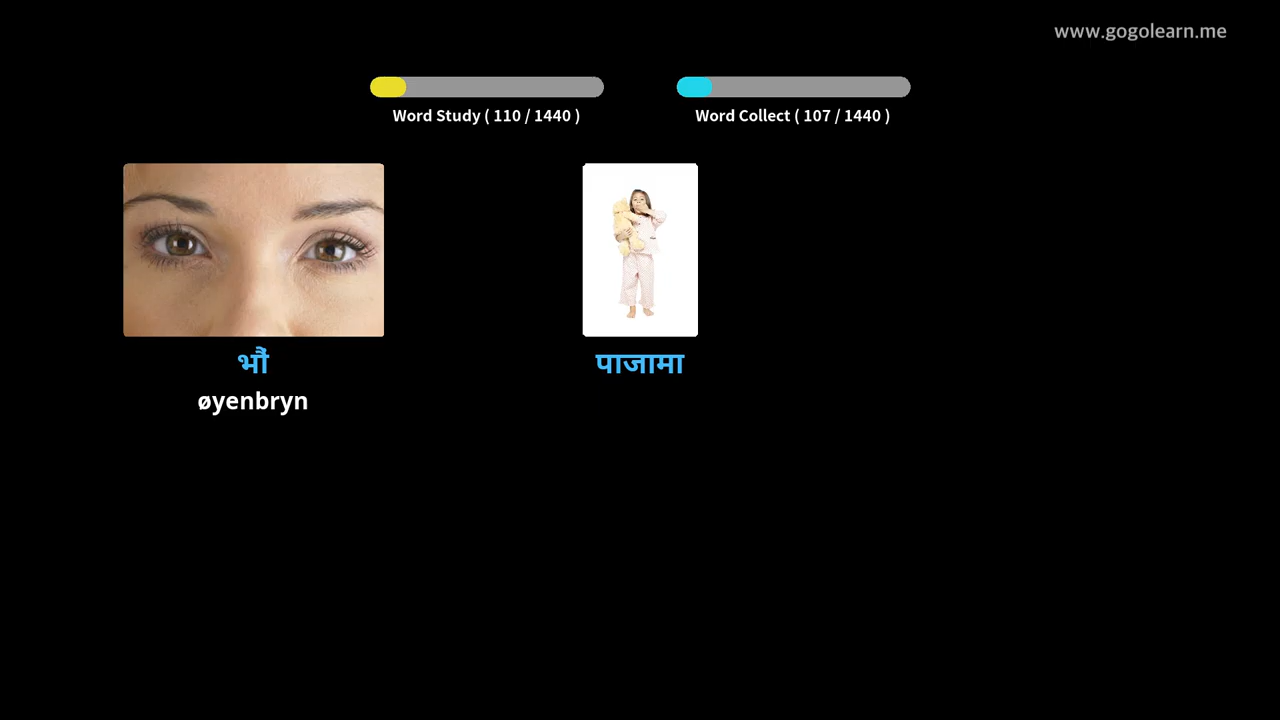 www.gogolearn.me
Word Study ( 110 / 1440 )
Word Collect ( 107 / 1440 )
भौं
øyenbryn
पाजामा